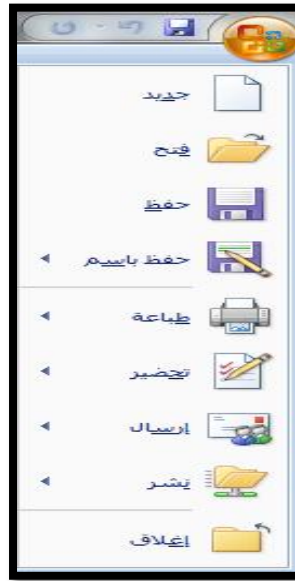 جديد
فتح
حفظ
حفظ باسم
طباعة
تحضير
إرسال
نشر
إغلاق